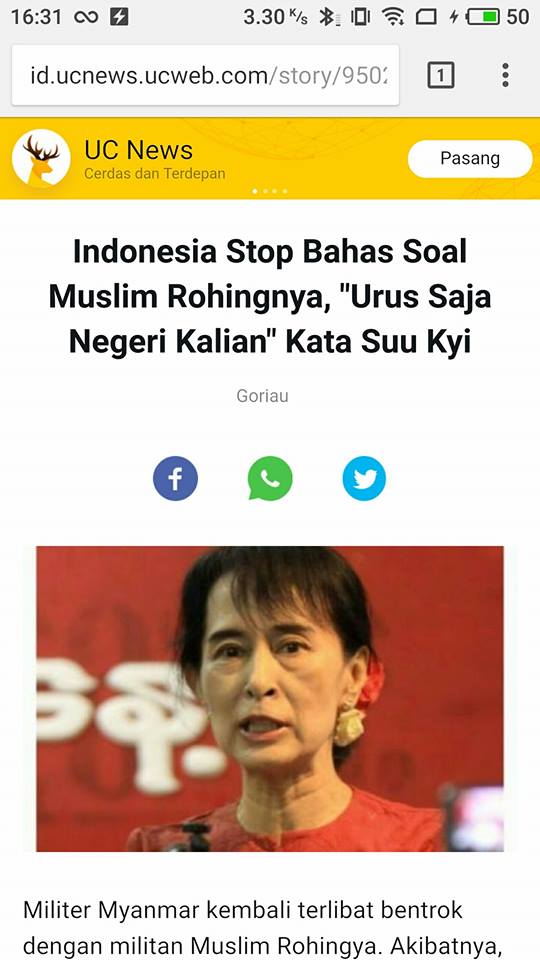 16:31
3.30 K/s
50
id.ucnews.ucweb.com/story/9502
1
UC News
Cerdas dan Terdepan
Pasang
Indonesia Stop Bahas Soal
Muslim Rohingnya, "Urus Saja
Negeri Kalian" Kata Suu Kyi
Goriau
Militer Myanmar kembali terlibat bentrok
dengan militan Muslim Rohingya. Akibatnya,